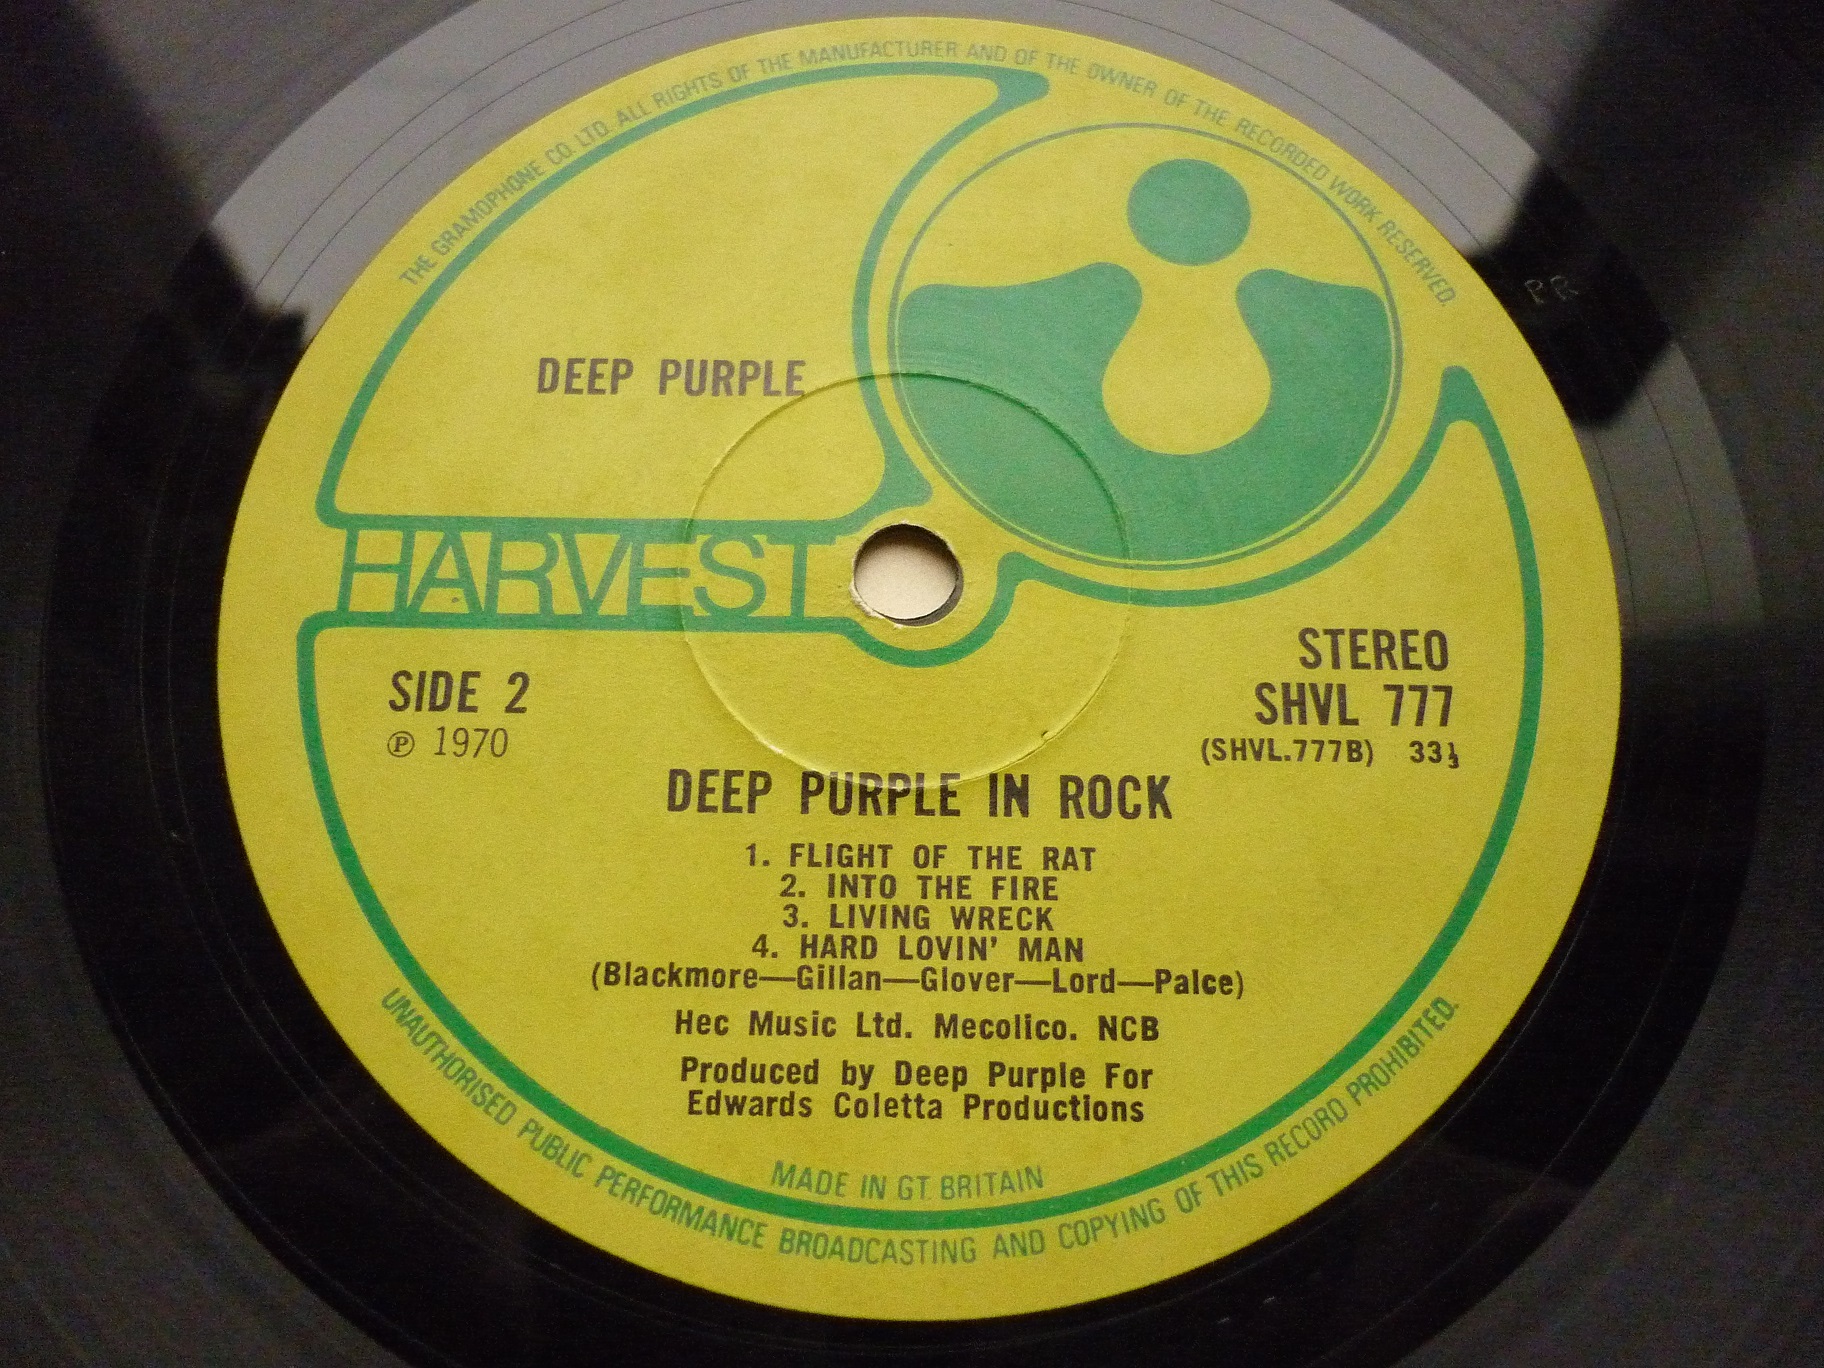 THE GRAMOPHONE CO. LTD. ALL RIGHTS OF THE MANUFACTURER AND OF THE OWNER OF THE RECORDED WORK RESERVED.
DEEP PURPLE
HARVEST
SIDE 2
℗ 1970
STEREO
SHVL 777
(SHVL.777B) 33⅓
DEEP PURPLE IN ROCK
1. FLIGHT OF THE RAT
2. INTO THE FIRE
3. LIVING WRECK
4. HARD LOVIN' MAN
(Blackmore—Gillan—Glover—Lord—Paice)
Hec Music Ltd. Mecolico. NCB
Produced by Deep Purple For
Edwards Coletta Productions
MADE IN GT. BRITAIN
UNAUTHORISED PUBLIC PERFORMANCE BROADCASTING AND COPYING OF THIS RECORD PROHIBITED.